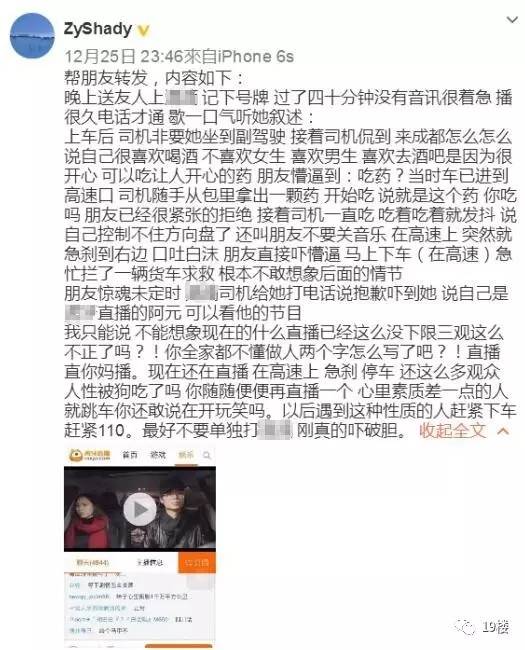 ZyShady
12月25日 23:46來自iPhone 6s
帮朋友转发，内容如下：
晚上送友人上 记下号牌 过了四十分钟没有音讯很着急 播
很久电话才通 歇一口气听她叙述：
上车后 司机非要她坐到副驾驶 接着司机侃到 来成都怎么怎么
说自己很喜欢喝酒 不喜欢女生 喜欢男生 喜欢去酒吧是因为很
开心 可以吃让人开心的药 朋友懵逼到：吃药？当时车已进到
高速口 司机随手从包里拿出一颗药 开始吃 说就是这个药 你吃
吗 朋友已经很紧张的拒绝 接着司机一直吃 吃着吃着就发抖 说
自己控制不住方向盘了 还叫朋友不要关音乐 在高速上 突然就
急刹到右边 口吐白沫 朋友直接吓懵逼 马上下车（在高速）急
忙拦了一辆货车求救 根本不敢想象后面的情节
朋友惊魂未定时 司机给她打电话说抱歉吓到她 说自己是
直播的阿元 可以看他的节目
我只能说 不能想象现在的什么直播已经这么没下限三观这么
不正了吗？！你全家都不懂做人两个字怎么写了吧？！直播
直你妈播。现在还在直播 在高速上 急刹 停车 还这么多观众
人性被狗吃了吗 你随随便便再直播一个 心里素质差一点的人
就跳车你还敢说在开玩笑吗。以后遇到这种性质的人赶紧下车
赶紧110。最好不要单独打 刚真的吓破胆。 收起全文
首页 游戏 娱乐
聊天(4844) 主播信息
19楼